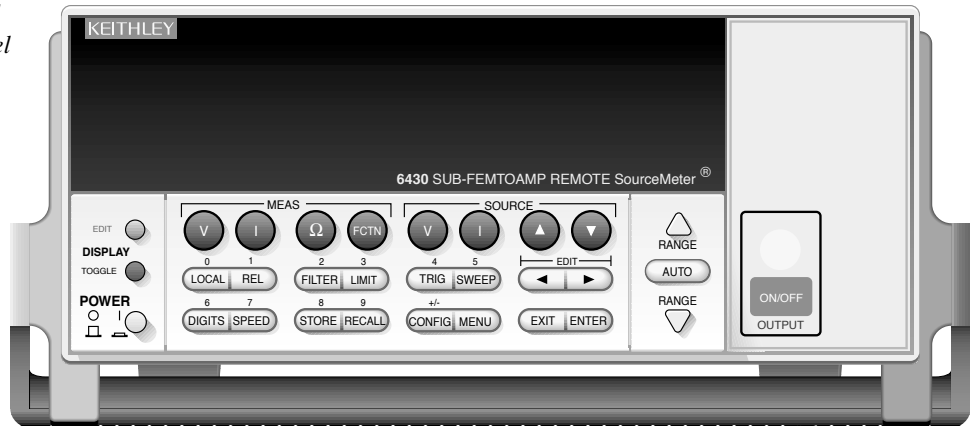 el
KEITHLEY
6430 SUB-FEMTOAMP REMOTE SourceMeter ®
MEAS
SOURCE
EDIT
DISPLAY
TOGGLE
POWER
O I
V I Ω FCTN
V I
RANGE
AUTO
RANGE
0 1 2 3 4 5
EDIT
LOCAL REL FILTER LIMIT TRIG SWEEP
6 7 8 9 +/-
DIGITS SPEED STORE RECALL CONFIG MENU EXIT ENTER
ON/OFF
OUTPUT